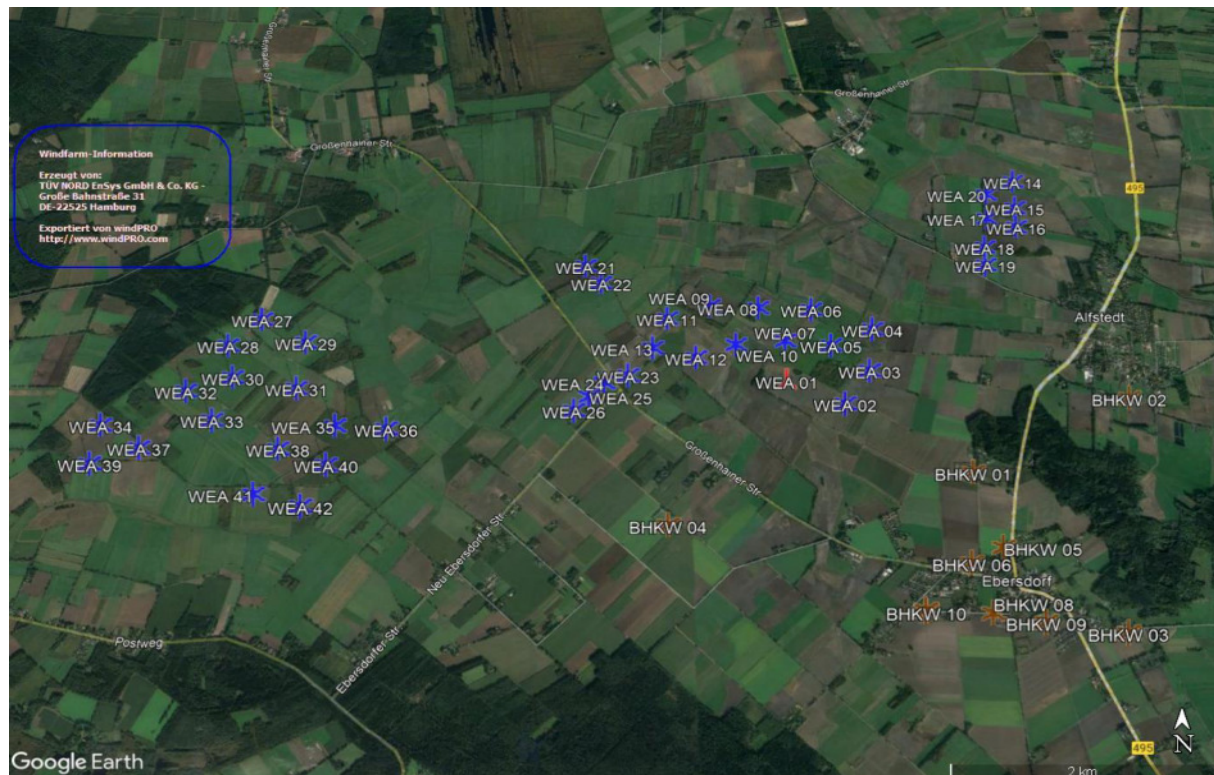 Großenhainer Str
Großenhainer Str
Großenhainer Str
495
Windfarm-Information
Erzeugt von:
TÜV NORD EnSys GmbH & Co. KG -
Große Bahnstraße 31
DE-22525 Hamburg
Exportiert von windPRO
http://www.windPRO.com
WEA 14
WEA 20
WEA 15
WEA 17
WEA 16
WEA 18
WEA 19
WEA 21
WEA 22
WEA 09
WEA 08
WEA 06
WEA 11
WEA 27
Alfstedt
WEA 04
WEA 07
WEA 28
WEA 29
WEA 13
WEA 12
WEA 10
WEA 05
WEA 03
WEA 30
WEA 23
WEA 01
WEA 24
WEA 32
WEA 31
WEA 25
WEA 02
BHKW 02
WEA 26
WEA 33
WEA 34
WEA 35
WEA 36
WEA 37
WEA 38
WEA 39
WEA 40
Großenhainer Str
BHKW 01
WEA 41
WEA 42
BHKW 04
Neu Ebersdorfer Str
BHKW 05
BHKW 06
Ebersdorf
BHKW 10
BHKW 08
BHKW 09
BHKW 03
Postweg
Ebersdorfer Str
N
495
Google Earth
2 km